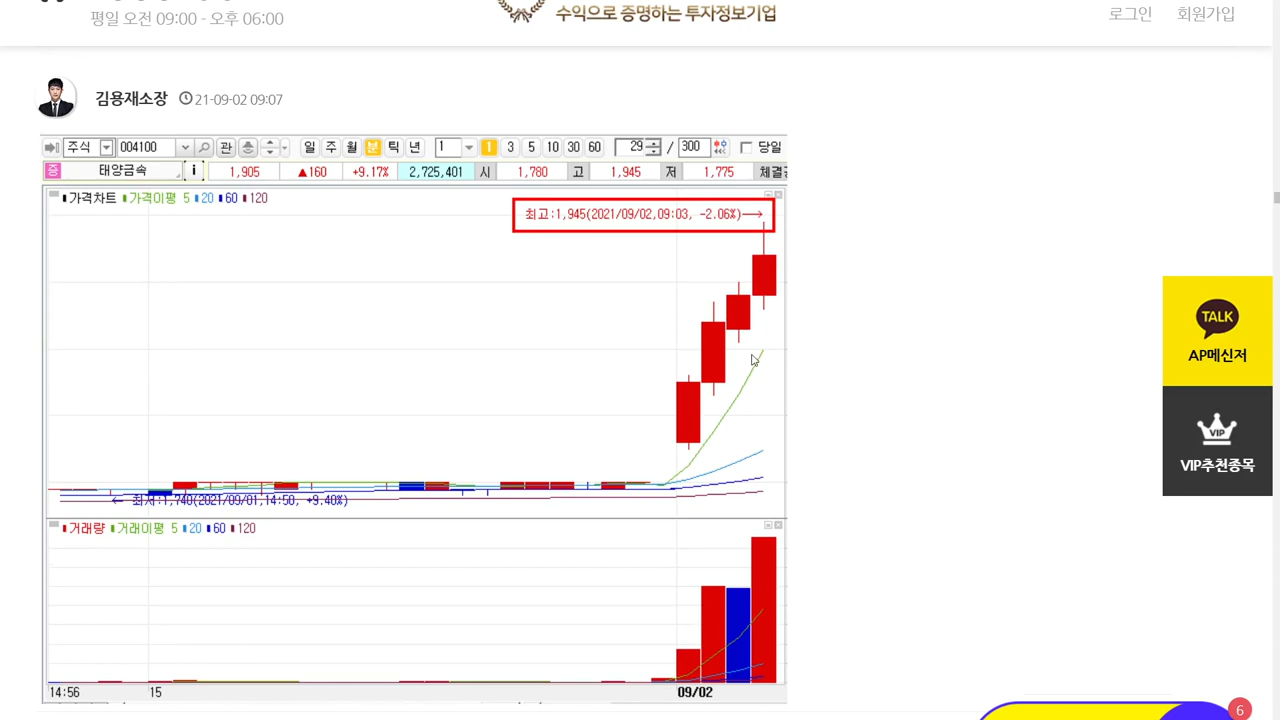 평일 오전 09:00 - 오후 06:00
수익으로 증명하는 투자정보기업
로그인 회원가입
김용재소장 21-09-02 09:07
주식 004100 관 일 주 월 분 틱 년 1 1 3 5 10 30 60 29 / 300 당일
증 태양금속 i 1,905 ▲160 +9.17% 2,725,401 시 1,780 고 1,945 저 1,775 체결
가격차트 가격이평 5 20 60 120
최고:1,945(2021/09/02,09:03, -2.06%)→
← 최저:1,740(2021/09/01,14:50, +9.40%)
거래량 거래이평 5 20 60 120
14:56 15 09/02
TALK
AP메신저
VIP
VIP추천종목
6